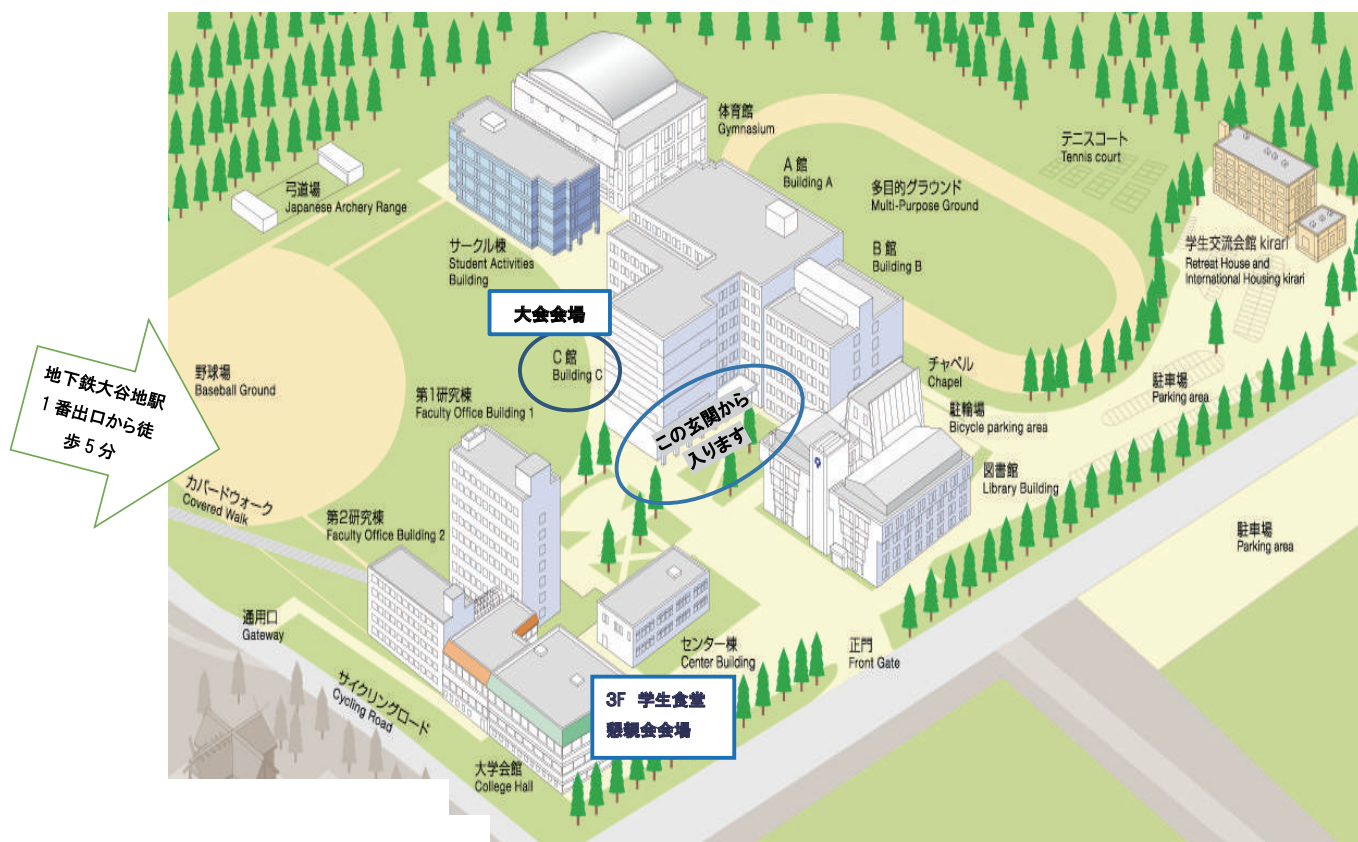 体育館
Gymnasium
テニスコート
Tennis court
A 館
Building A
弓道場
Japanese Archery Range
多目的グラウンド
Multi-Purpose Ground
サークル棟
Student Activities
Building
B 館
Building B
学生交流会館 kirari
Retreat House and
International Housing kirari
大会会場
C 館
Building C
地下鉄大谷地駅
1 番出口から徒
歩 5 分
野球場
Baseball Ground
チャペル
Chapel
駐車場
Parking area
第1研究棟
Faculty Office Building 1
この玄関から
入ります
駐輪場
Bicycle parking area
図書館
Library Building
カバードウォーク
Covered Walk
第2研究棟
Faculty Office Building 2
駐車場
Parking area
通用口
Gateway
センター棟
Center Building
正門
Front Gate
サイクリングロード
Cycling Road
3F 学生食堂
懇親会会場
大学会館
College Hall